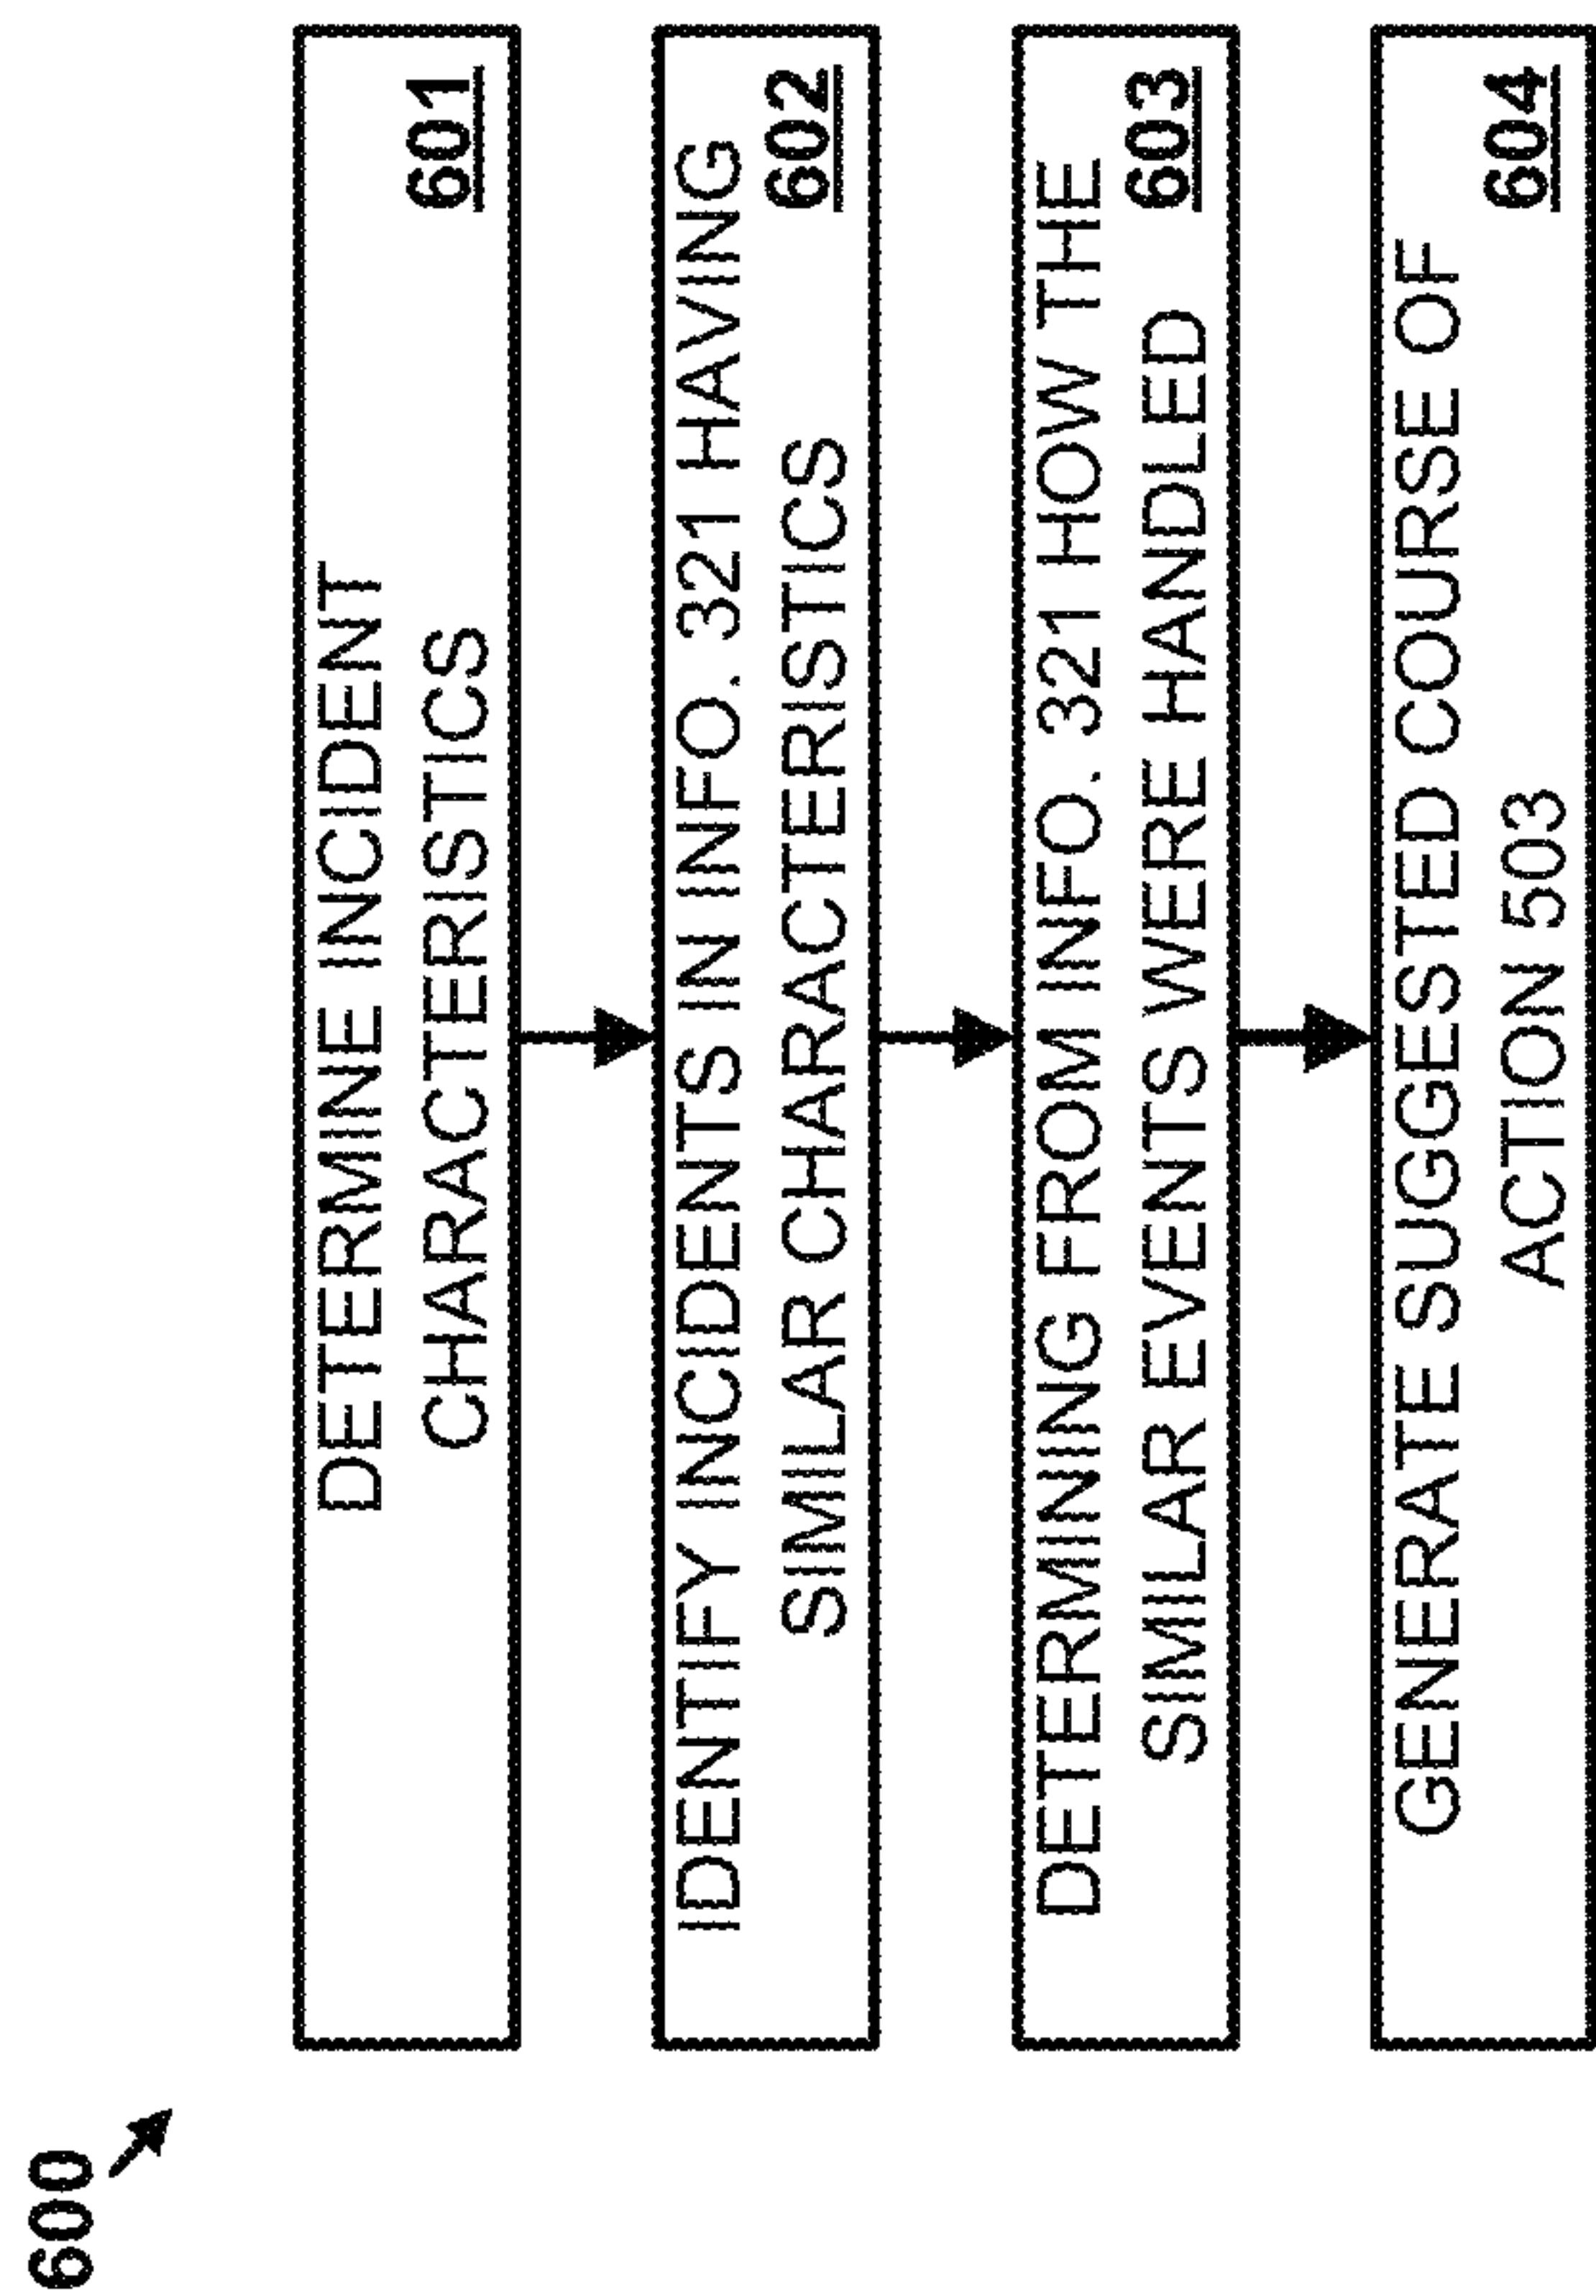 600
DETERMINE INCIDENT
CHARACTERISTICS
601
IDENTIFY INCIDENTS IN INFO. 321 HAVING
SIMILAR CHARACTERISTICS
602
DETERMINING FROM INFO. 321 HOW THE
SIMILAR EVENTS WERE HANDLED
603
GENERATE SUGGESTED COURSE OF
ACTION 503
604